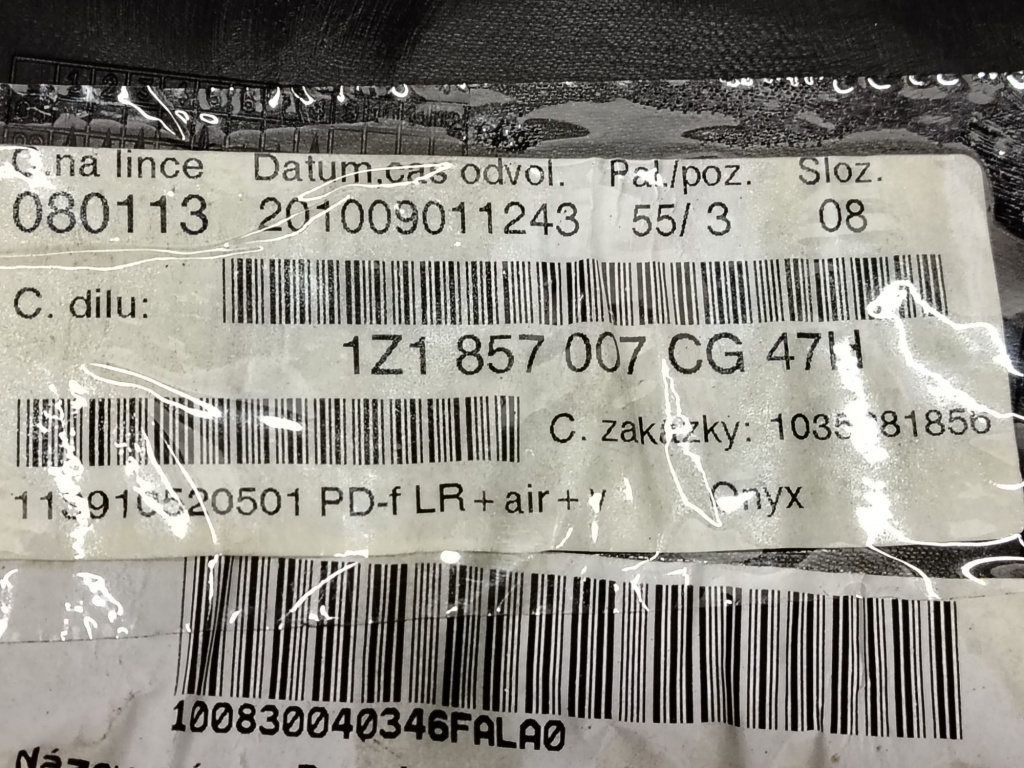 C.na lince Datum.cas odvol. Pal./poz. Sloz.
080113 201009011243 55/ 3 08
C. dilu:
1Z1 857 007 CG 47H
C. zakazky:
PD-f LR + air +
Onyx
100830040346FALA0